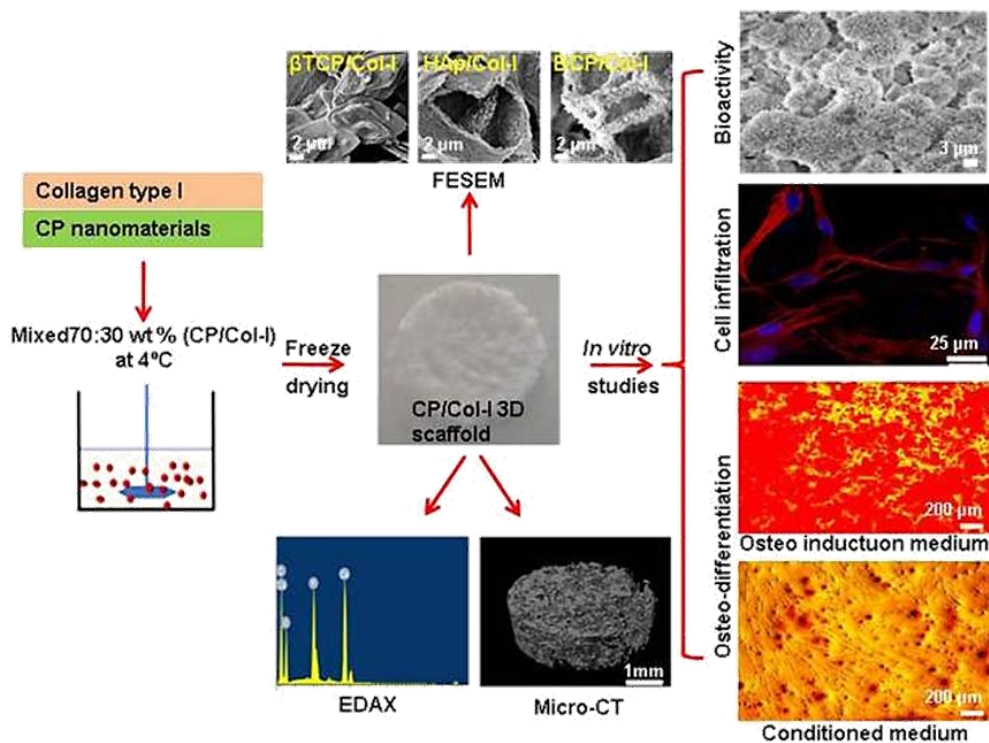 βTCP/Col-I
HAp/Col-I
BCP/Col-I
2 μm
2 μm
2 μm
FESEM
Collagen type I
CP nanomaterials
Mixed70:30 wt % (CP/Col-I)
at 4ºC
Freeze
drying
CP/Col-I 3D
scaffold
In vitro
studies
EDAX
1mm
Micro-CT
Bioactivity
3 μm
Cell infiltration
25 μm
Osteo-differentiation
200 μm
Osteo inductuon medium
200 μm
Conditioned medium